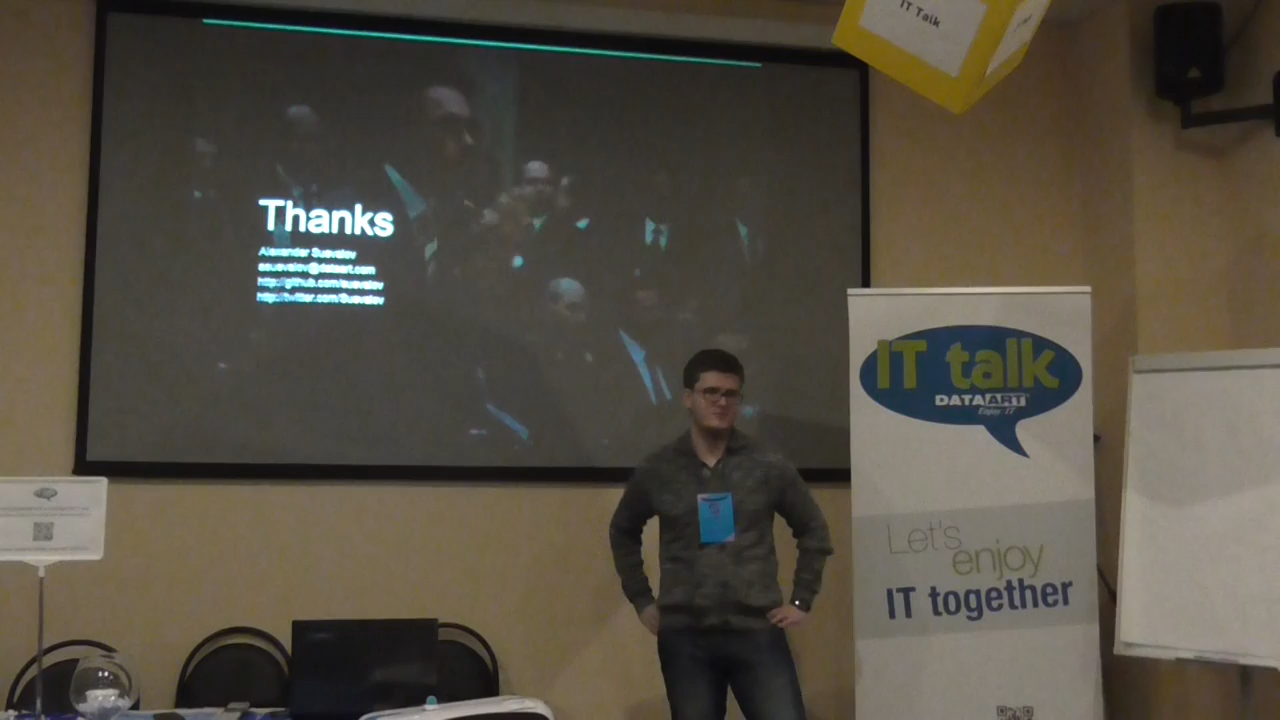 IT Talk
Thanks
Alexander Suevalov
asuevalov@dataart.com
http://github.com/suevalov
http://twitter.com/Suevalov
IT talk
DATAART
Enjoy IT
Let's
enjoy
IT together